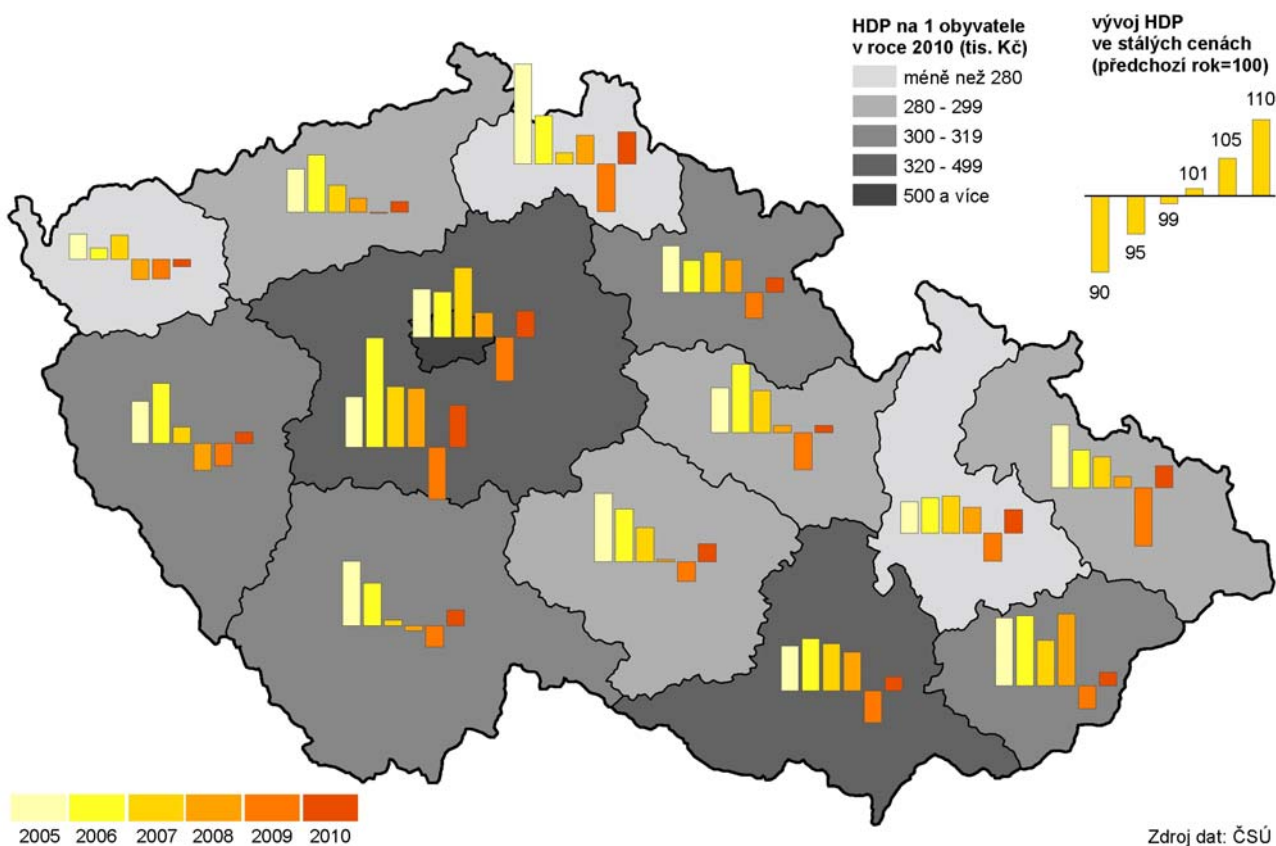 HDP na 1 obyvatele
v roce 2010 (tis. Kč)
méně než 280
280 - 299
300 - 319
320 - 499
500 a více
vývoj HDP
ve stálých cenách
(předchozí rok=100)
110
105
101
99
95
90
2005 2006 2007 2008 2009 2010
Zdroj dat: ČSÚ